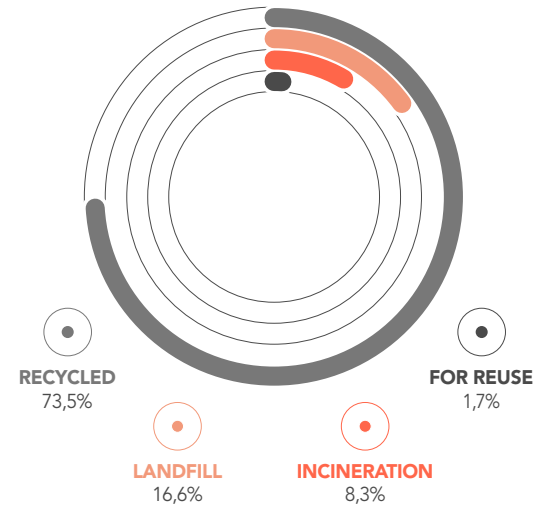 RECYCLED
73,5%
FOR REUSE
1,7%
LANDFILL
16,6%
INCINERATION
8,3%